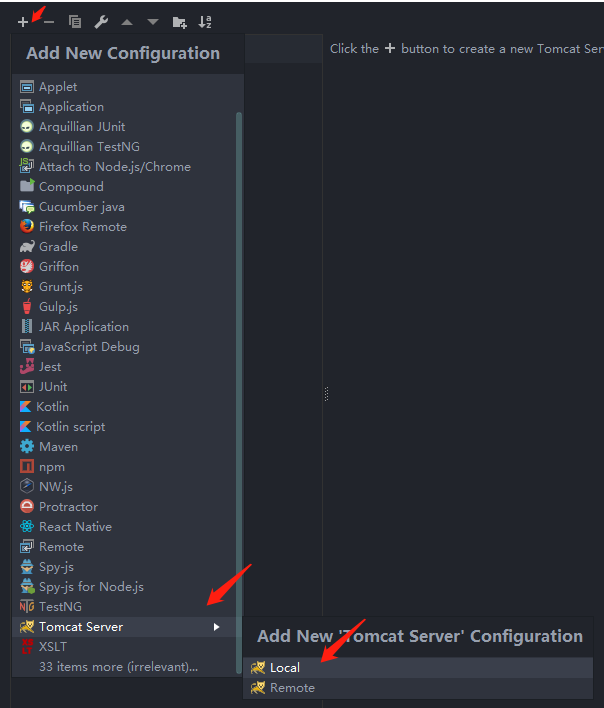 Add New Configuration
Click the + button to create a new Tomcat Ser
Applet
Application
Arquillian JUnit
Arquillian TestNG
Attach to Node.js/Chrome
Compound
Cucumber java
Firefox Remote
Gradle
Griffon
Grunt.js
Gulp.js
JAR Application
JavaScript Debug
Jest
JUnit
Kotlin
Kotlin script
Maven
npm
NW.js
Protractor
React Native
Remote
Spy-js
Spy-js for Node.js
TestNG
Tomcat Server
XSLT
33 items more (irrelevant)...
Add New 'Tomcat Server' Configuration
Local
Remote